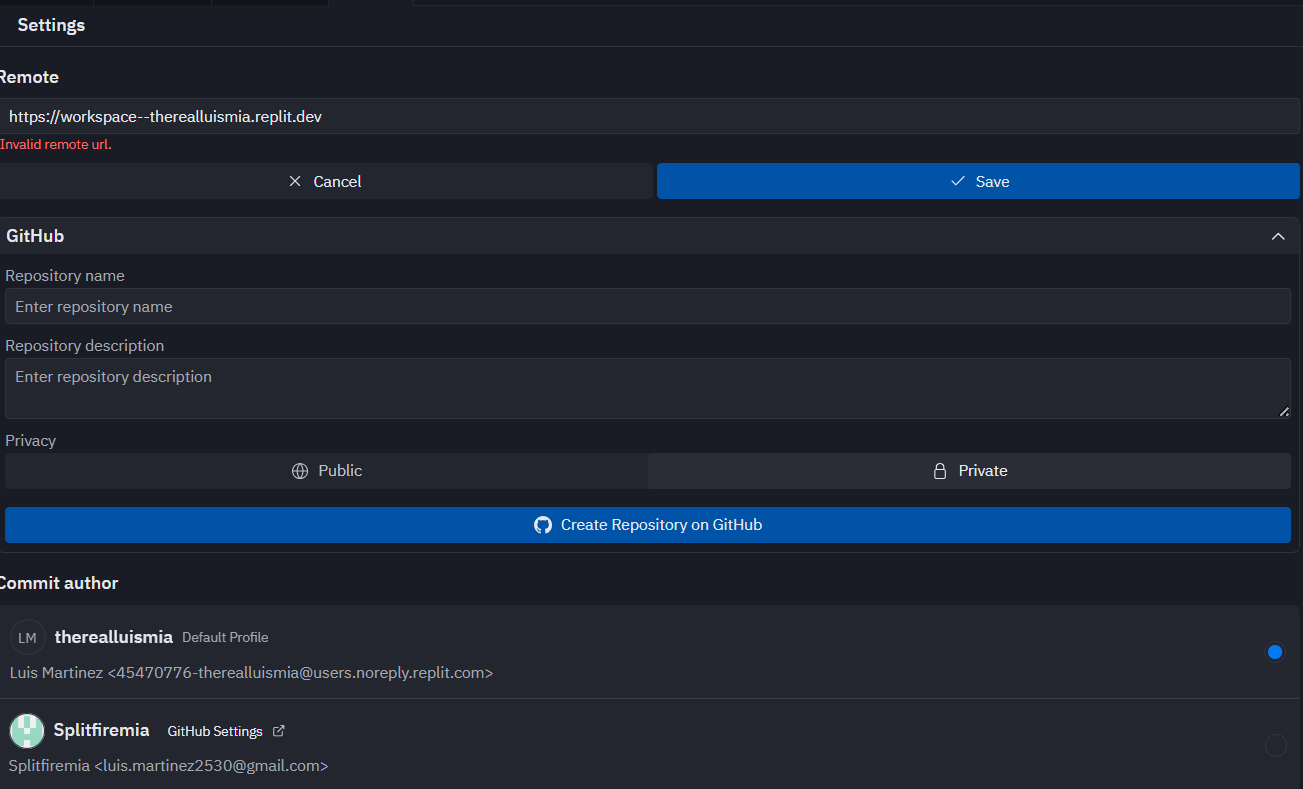 Settings
Remote
https://workspace--therealluismia.replit.dev
Invalid remote url.
Cancel
Save
GitHub
Repository name
Enter repository name
Repository description
Enter repository description
Privacy
Public
Private
Create Repository on GitHub
Commit author
LM
therealluismia Default Profile
Luis Martinez <45470776-therealluismia@users.noreply.replit.com>
Splitfiremia GitHub Settings
Splitfiremia <luis.martinez2530@gmail.com>